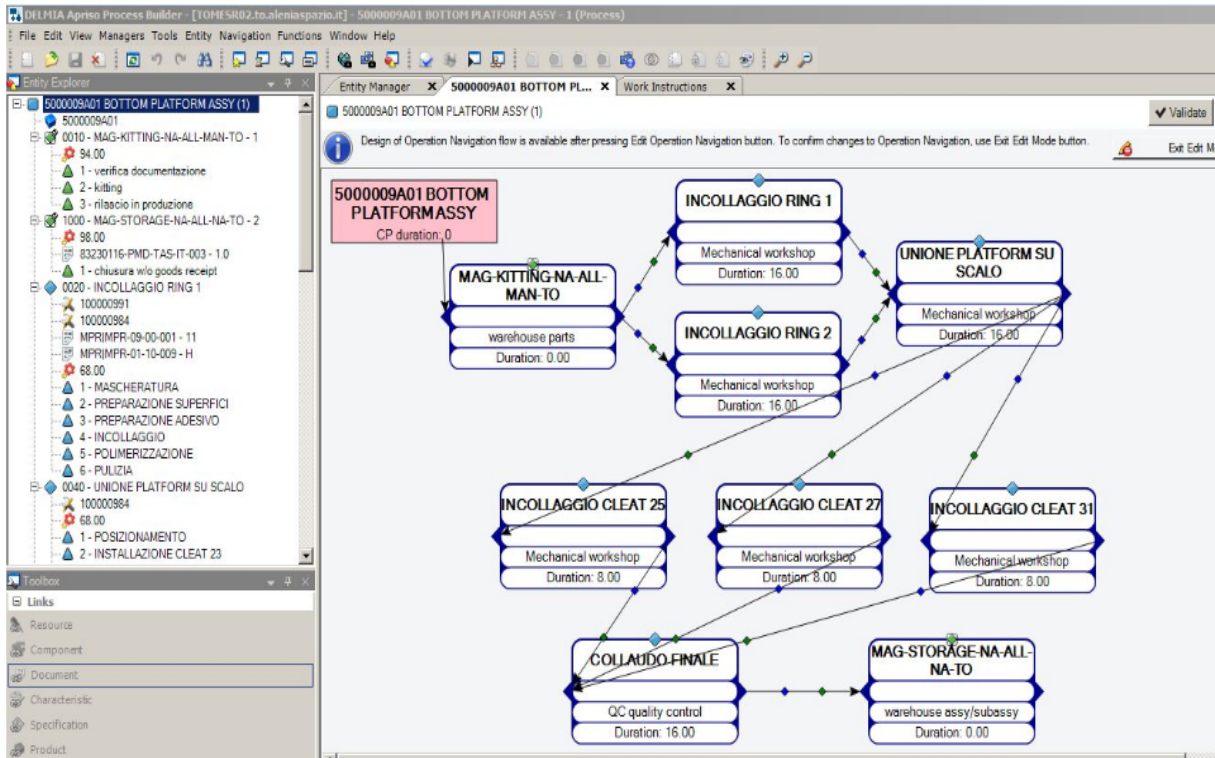 DELMIA Apriso Process Builder - [TOMESR02.to.aleniaspazio.it] - 5000009A01 BOTTOM PLATFORM ASSY - 1 (Process)
File Edit View Managers Tools Entity Navigation Functions Window Help
Entity Explorer
5000009A01 BOTTOM PLATFORM ASSY (1)
5000009A01
0010 - MAG-KITTING-NA-ALL-MAN-TO - 1
94.00
1 - verifica documentazione
2 - kitting
3 - rilascio in produzione
1000 - MAG-STORAGE-NA-ALL-NA-TO - 2
98.00
83230116-PMD-TAS-IT-003 - 1.0
1 - chiusura w/o goods receipt
0020 - INCOLLAGGIO RING 1
100000991
100000984
MPRIMPR-09-00-001 - 11
MPRIMPR-01-10-009 - H
68.00
1 - MASCHERATURA
2 - PREPARAZIONE SUPERFICI
3 - PREPARAZIONE ADESIVO
4 - INCOLLAGGIO
5 - POLIMERIZZAZIONE
6 - PULIZIA
0040 - UNIONE PLATFORM SU SCALO
100000984
68.00
1 - POSIZIONAMENTO
2 - INSTALLAZIONE CLEAT 23
Toolbox
Links
Resource
Component
Document
Characteristic
Specification
Product
Entity Manager X 5000009A01 BOTTOM PL... X Work Instructions X
5000009A01 BOTTOM PLATFORM ASSY (1)
Validate
Design of Operation Navigation flow is available after pressing Edit Operation Navigation button. To confirm changes to Operation Navigation, use Exit Edit Mode button.
Exit Edit M
5000009A01 BOTTOM
PLATFORM ASSY
CP duration: 0
MAG-KITTING-NA-ALL-
MAN-TO
warehouse parts
Duration: 0.00
INCOLLAGGIO RING 1
Mechanical workshop
Duration: 16.00
INCOLLAGGIO RING 2
Mechanical workshop
Duration: 16.00
UNIONE PLATFORM SU
SCALO
Mechanical workshop
Duration: 16.00
INCOLLAGGIO CLEAT 25
Mechanical workshop
Duration: 8.00
INCOLLAGGIO CLEAT 27
Mechanical workshop
Duration: 8.00
INCOLLAGGIO CLEAT 31
Mechanical workshop
Duration: 8.00
COLLAUDO FINALE
QC quality control
Duration: 16.00
MAG-STORAGE-NA-ALL-
NA-TO
warehouse assy/subassy
Duration: 0.00